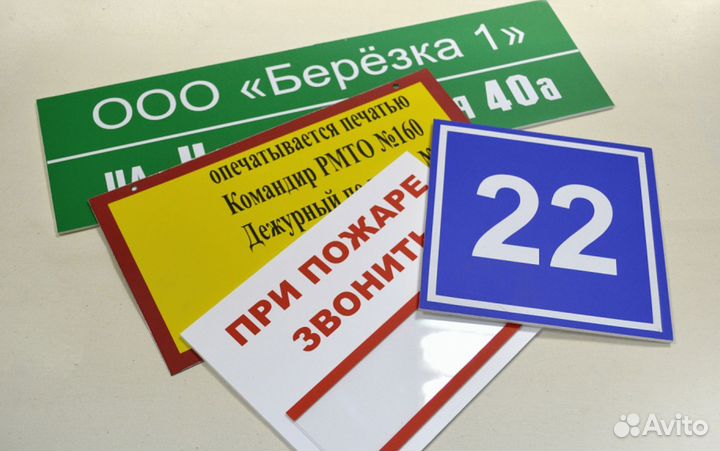 ООО «Берёзка 1»
40а
опечатывается печатью
Командир РМТО №160
Дежурный
ПРИ ПОЖАРЕ
ЗВОНИТЬ
22
Avito